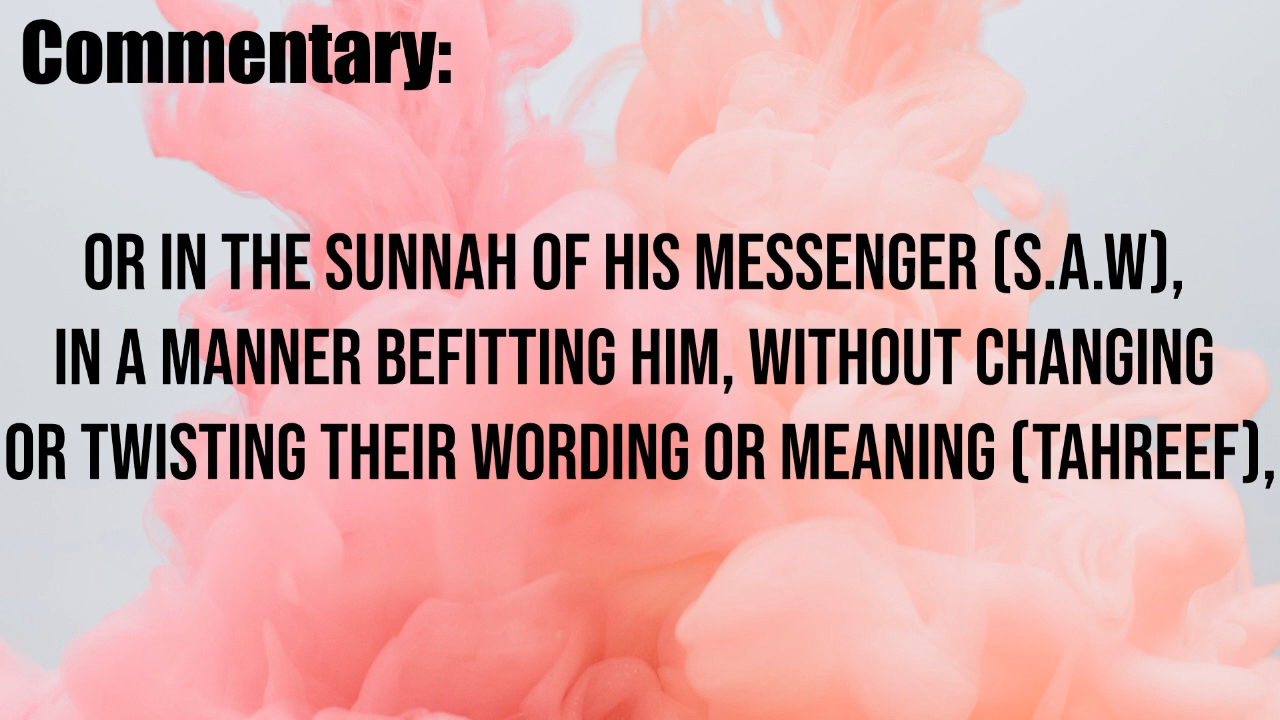 Commentary:
OR IN THE SUNNAH OF HIS MESSENGER (S.A.W),
IN A MANNER BEFITTING HIM, WITHOUT CHANGING
OR TWISTING THEIR WORDING OR MEANING (TAHREEF),